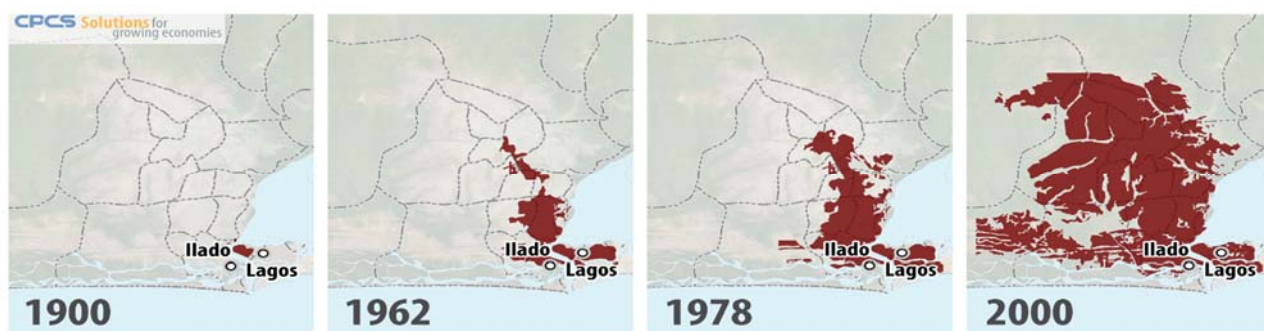 CPCS Solutions for
growing economies
Ilado
Lagos
1900
Ilado
Lagos
1962
Ilado
Lagos
1978
Ilado
Lagos
2000